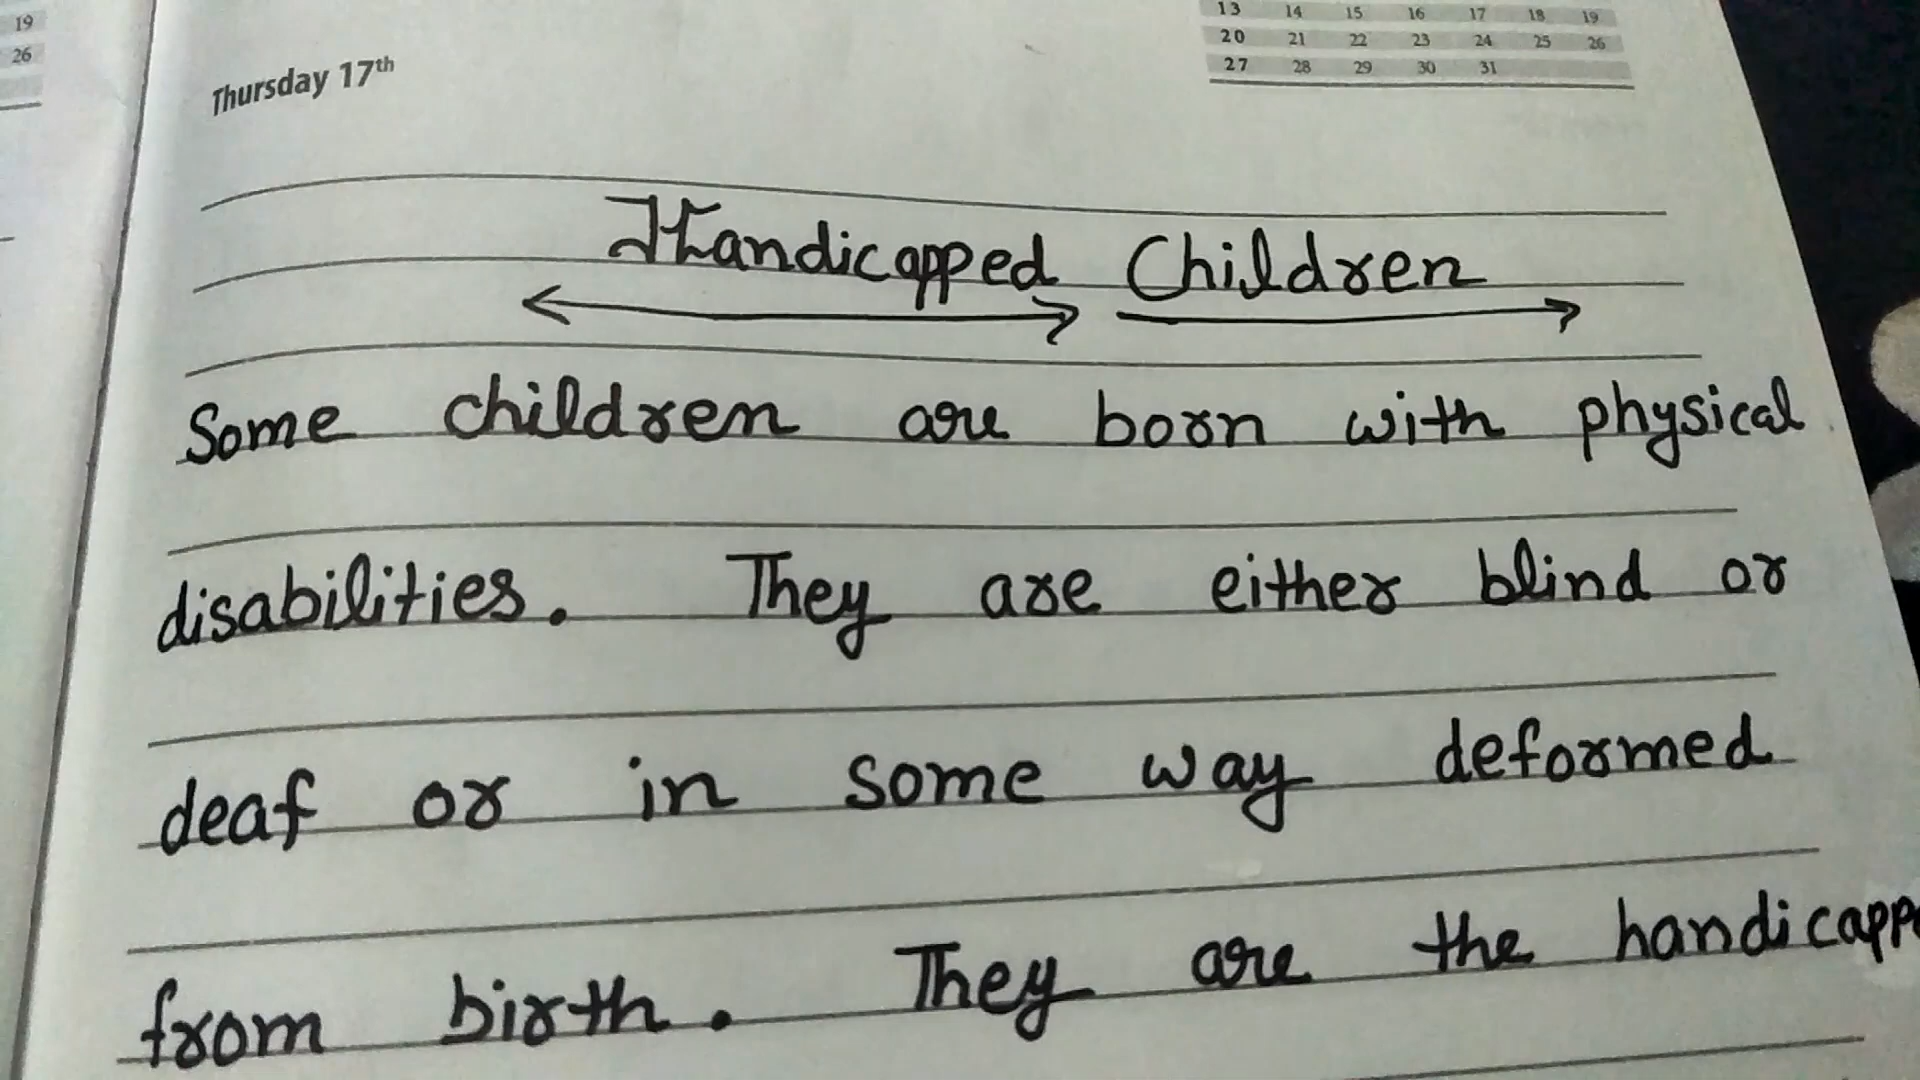 19
26
Thursday 17th
13 14 15 16 17 18 19
20 21 22 23 24 25 26
27 28 29 30 31
Handicapped Children
Some children are born with physical
disabilities. They are either blind or
deaf or in some way deformed
from birth. They are the handicapp